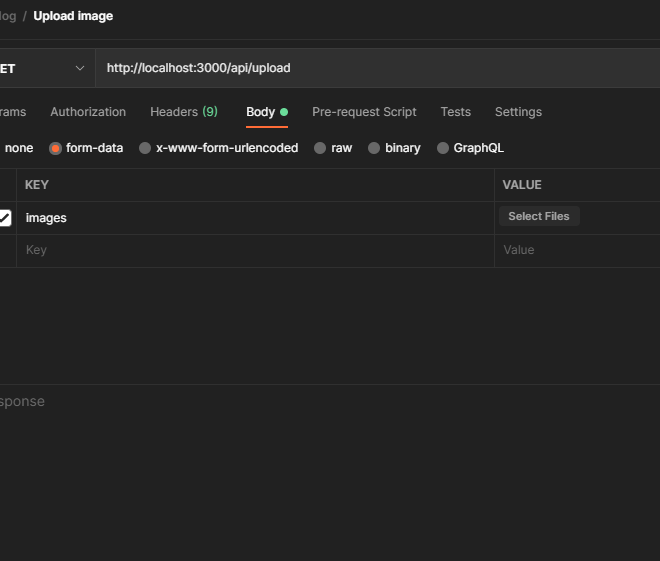 log / Upload image
ET http://localhost:3000/api/upload
rams Authorization Headers (9) Body Pre-request Script Tests Settings
none form-data x-www-form-urlencoded raw binary GraphQL
KEY VALUE
images Select Files
Key Value
sponse